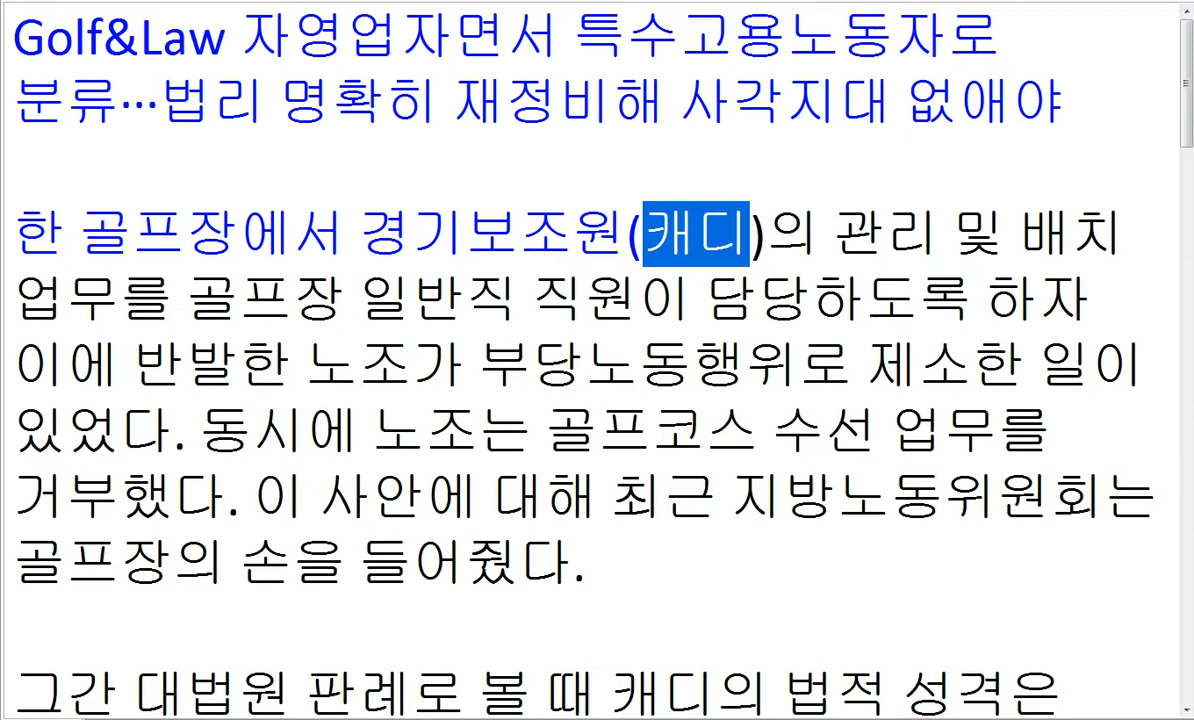 Golf&Law 자영업자면서 특수고용노동자로
분류…법리 명확히 재정비해 사각지대 없애야
한 골프장에서 경기보조원(캐디)의 관리 및 배치
업무를 골프장 일반직 직원이 담당하도록 하자
이에 반발한 노조가 부당노동행위로 제소한 일이
있었다. 동시에 노조는 골프코스 수선 업무를
거부했다. 이 사안에 대해 최근 지방노동위원회는
골프장의 손을 들어줬다.
그간 대법원 판례로 볼 때 캐디의 법적 성격은